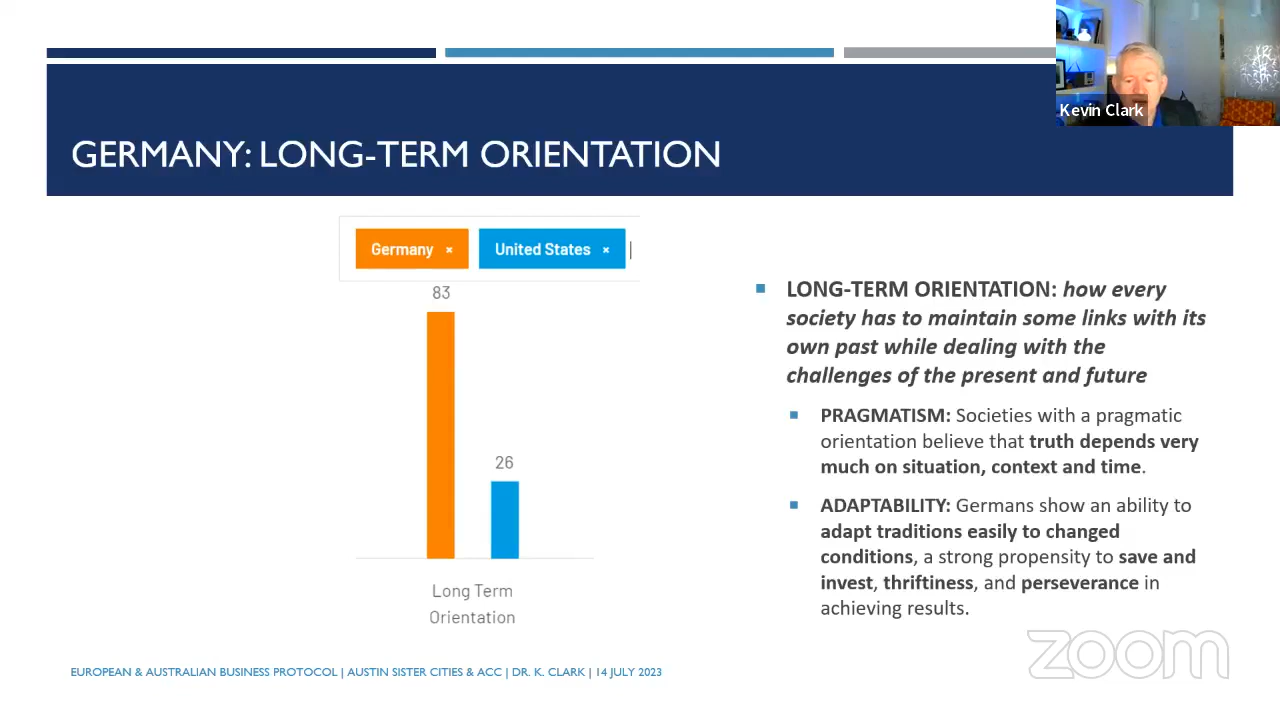 Kevin Clark
GERMANY: LONG-TERM ORIENTATION
Germany ×
United States ×
83
26
Long Term
Orientation
LONG-TERM ORIENTATION: how every
society has to maintain some links with its
own past while dealing with the
challenges of the present and future
PRAGMATISM: Societies with a pragmatic
orientation believe that truth depends very
much on situation, context and time.
ADAPTABILITY: Germans show an ability to
adapt traditions easily to changed
conditions, a strong propensity to save and
invest, thriftiness, and perseverance in
achieving results.
zoom
EUROPEAN & AUSTRALIAN BUSINESS PROTOCOL | AUSTIN SISTER CITIES & ACC | DR. K. CLARK | 14 JULY 2023